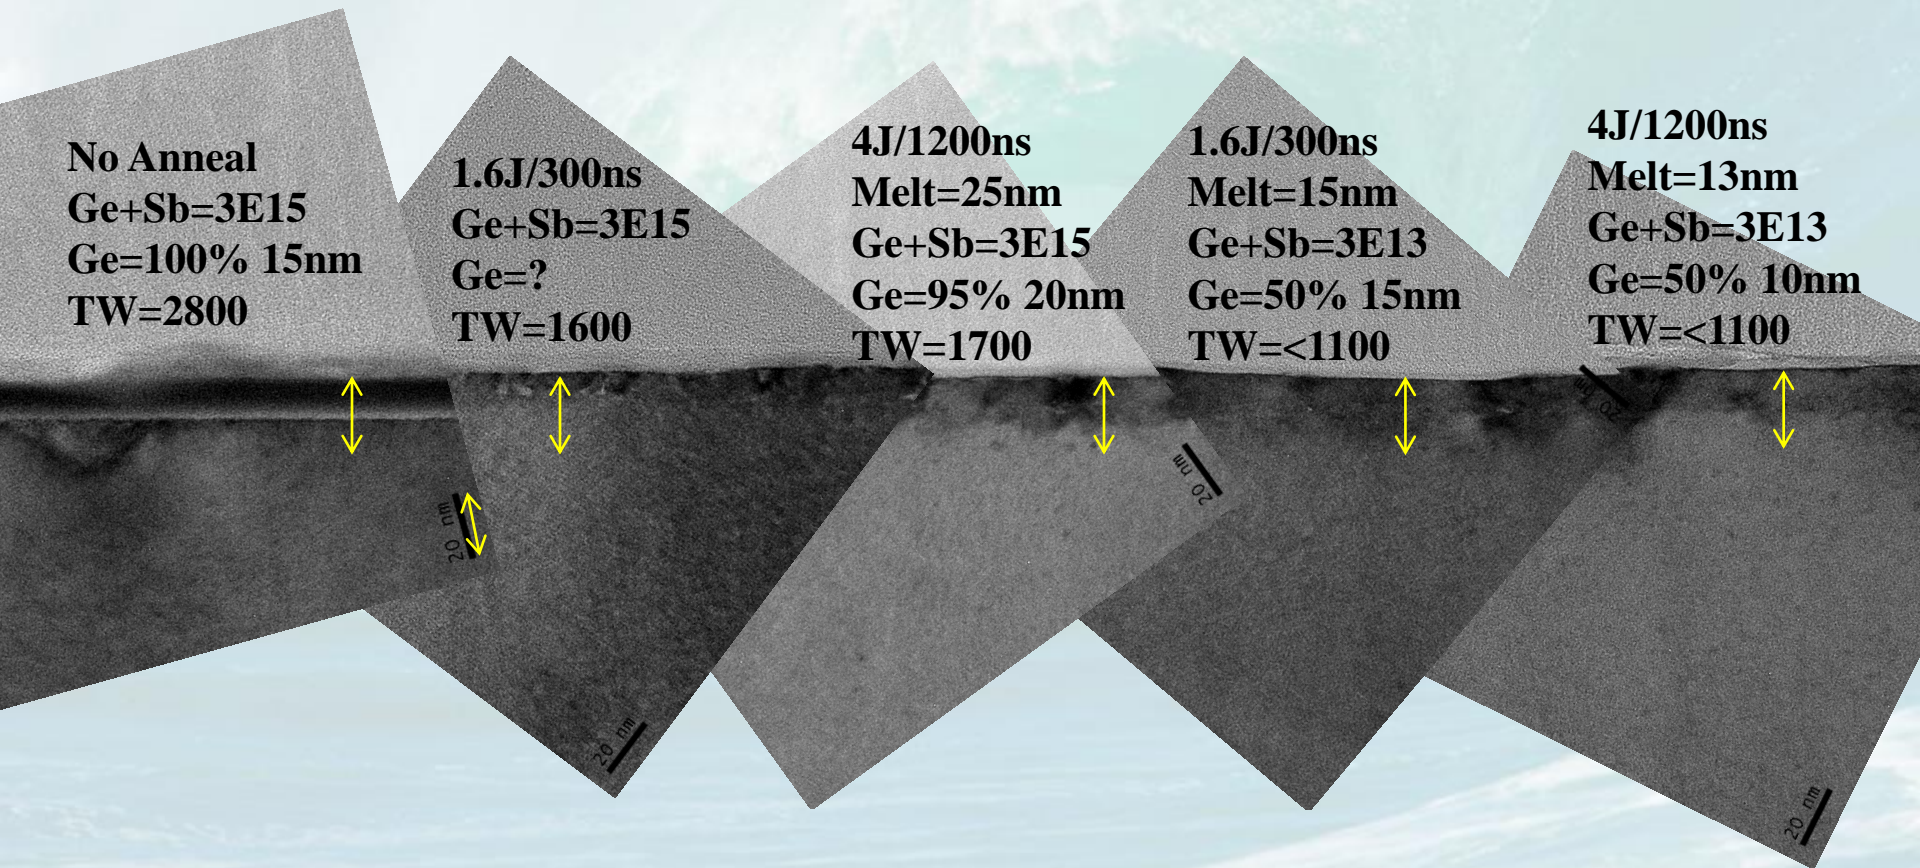 No Anneal
Ge+Sb=3E15
Ge=100% 15nm
TW=2800
1.6J/300ns
Ge+Sb=3E15
Ge=?
TW=1600
4J/1200ns
Melt=25nm
Ge+Sb=3E15
Ge=95% 20nm
TW=1700
1.6J/300ns
Melt=15nm
Ge+Sb=3E13
Ge=50% 15nm
TW=<1100
4J/1200ns
Melt=13nm
Ge+Sb=3E13
Ge=50% 10nm
TW=<1100
20 nm
20 nm
20 nm
20 nm
20 nm